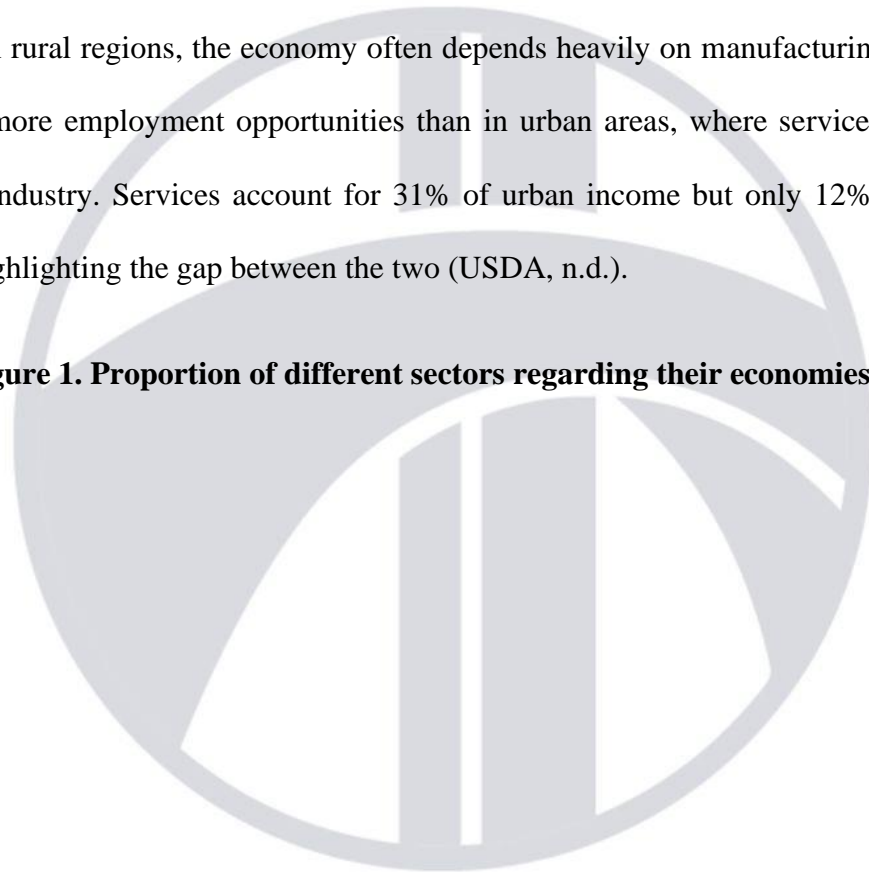 rural regions, the economy often depends heavily on manufacturin
more employment opportunities than in urban areas, where service
ndustry. Services account for 31% of urban income but only 12%
ghlighting the gap between the two (USDA, n.d.).
gure 1. Proportion of different sectors regarding their economies